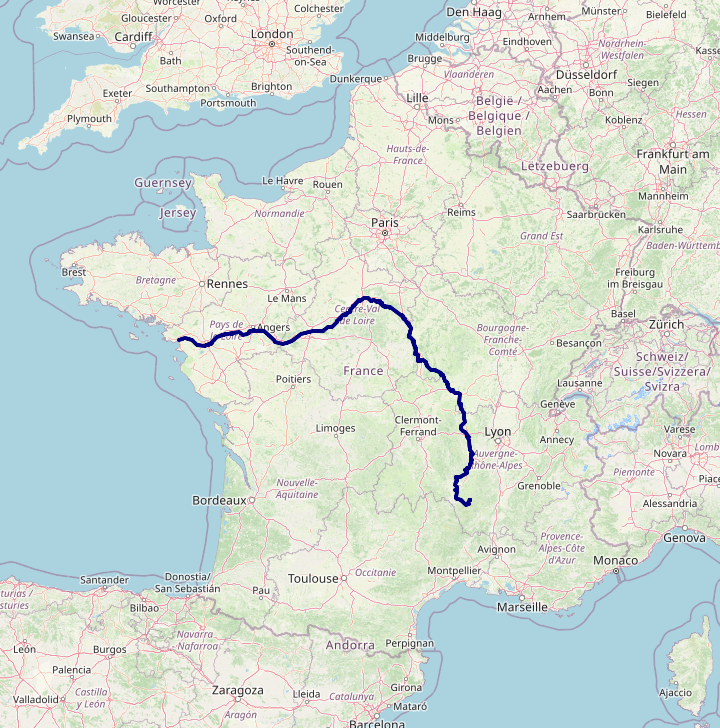 Worcester
Gloucester
Oxford
Colchester
Chelmsford
Swansea
Cardiff
London
Southend-
on-Sea
Bath
Southampton
Brighton
Exeter
Portsmouth
Plymouth
Den Haag
Arnhem
Münster
Bielefeld
Middelburg
Eindhoven
Brugge
Dunkerque
Vlaanderen
Düsseldorf
Nordrhein-
Westfalen
Kassel
Lille
België /
Belgique /
Belgien
Aachen
Bonn
Siegen
Mons
Koblenz
Hessen
Hauts-de-
France
Lëtzebuerg
Frankfurt am
Main
Guernsey
Jersey
Le Havre
Rouen
Normandie
Paris
Reims
Mannheim
Saarbrücken
Karlsruhe
Grand Est
Baden-Württemb
Brest
Bretagne
Rennes
Le Mans
Freiburg
im Breisgau
Centre-Val
de Loire
Basel
Zürich
Pays de
la Loire
Angers
Bourgogne-
Franche-
Comté
Besançon
Schweiz/
Suisse/Svizzera/
Svizra
Poitiers
France
Lausanne
Genève
Limoges
Clermont-
Ferrand
Lyon
Annecy
Varese
Novara
Auvergne-
Rhône-Alpes
Piemonte
Grenoble
Nouvelle-
Aquitaine
Bordeaux
Alessandria
Genova
Provence-
Alpes-Côte
d'Azur
Avignon
Monaco
Montpellier
Toulouse
Occitanie
Marseille
Santander
Donostia/
San Sebastián
Bilbao
Pau
Navarra
Nafarroa
Andorra
Perpignan
León
Burgos
Palencia
Zaragoza
Lleida
Catalunya
Girona
Mataró
Valladolid
Castilla
y León
Aragón
Barcelona
Ajaccio